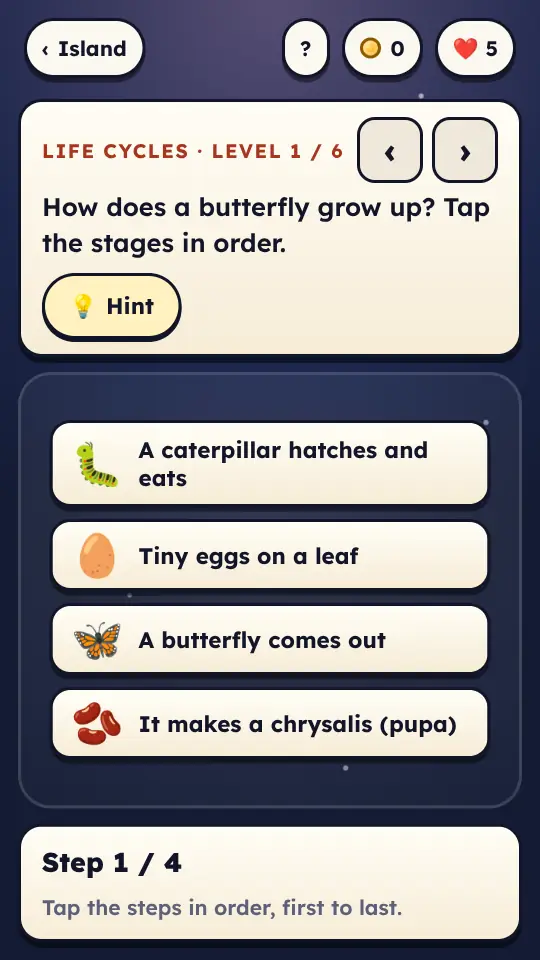 ‹ Island
?
0
5
LIFE CYCLES · LEVEL 1 / 6
‹
›
How does a butterfly grow up? Tap
the stages in order.
Hint
A caterpillar hatches and
eats
Tiny eggs on a leaf
A butterfly comes out
It makes a chrysalis (pupa)
Step 1 / 4
Tap the steps in order, first to last.